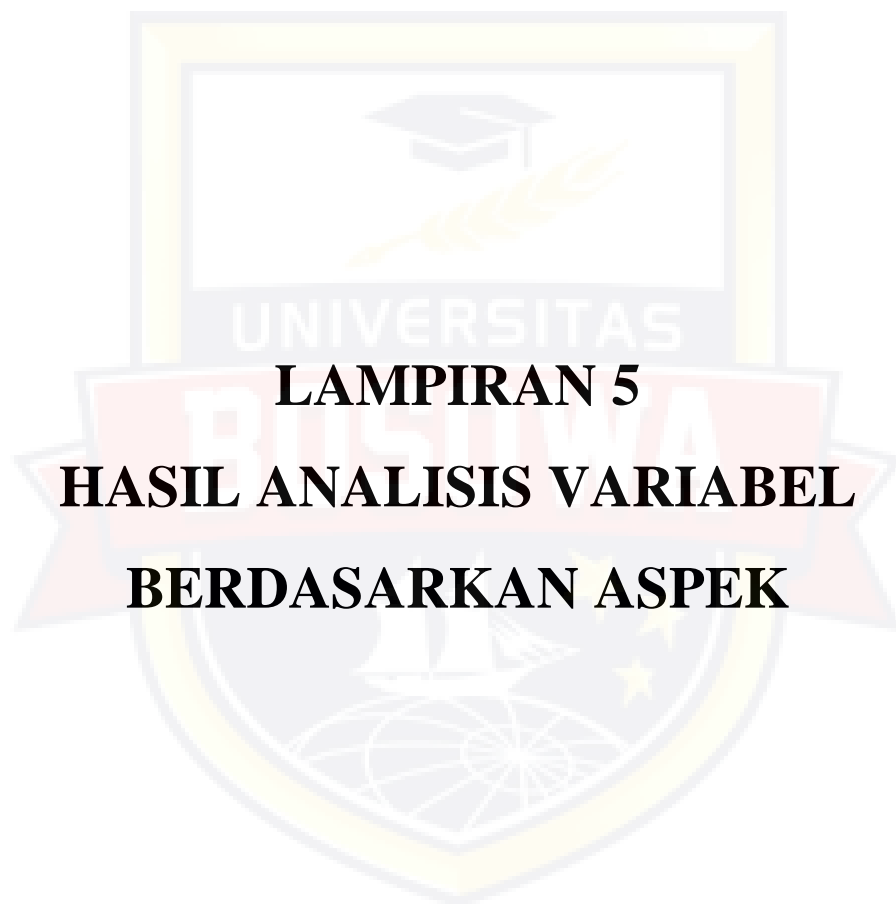 UNIVERSITAS
LAMPIRAN 5
BOSOWA
HASIL ANALISIS VARIABEL
BERDASARKAN ASPEK